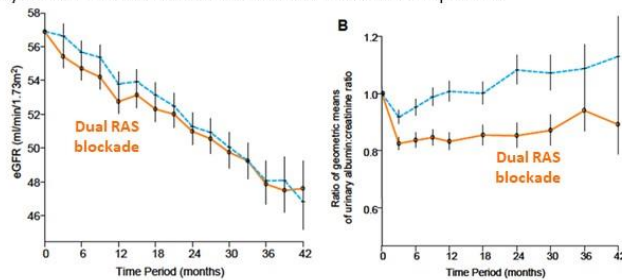 58
56
54
52
50
48
46
eGFR (ml/min/1.73m²)
Dual RAS
blockade
0 6 12 18 24 30 36 42
Time Period (months)
B
1.2
1.0
0.8
0.6
Ratio of geometric means
of urinary albumin:creatinine ratio
Dual RAS
blockade
0 6 12 18 24 30 36 42
Time Period (months)